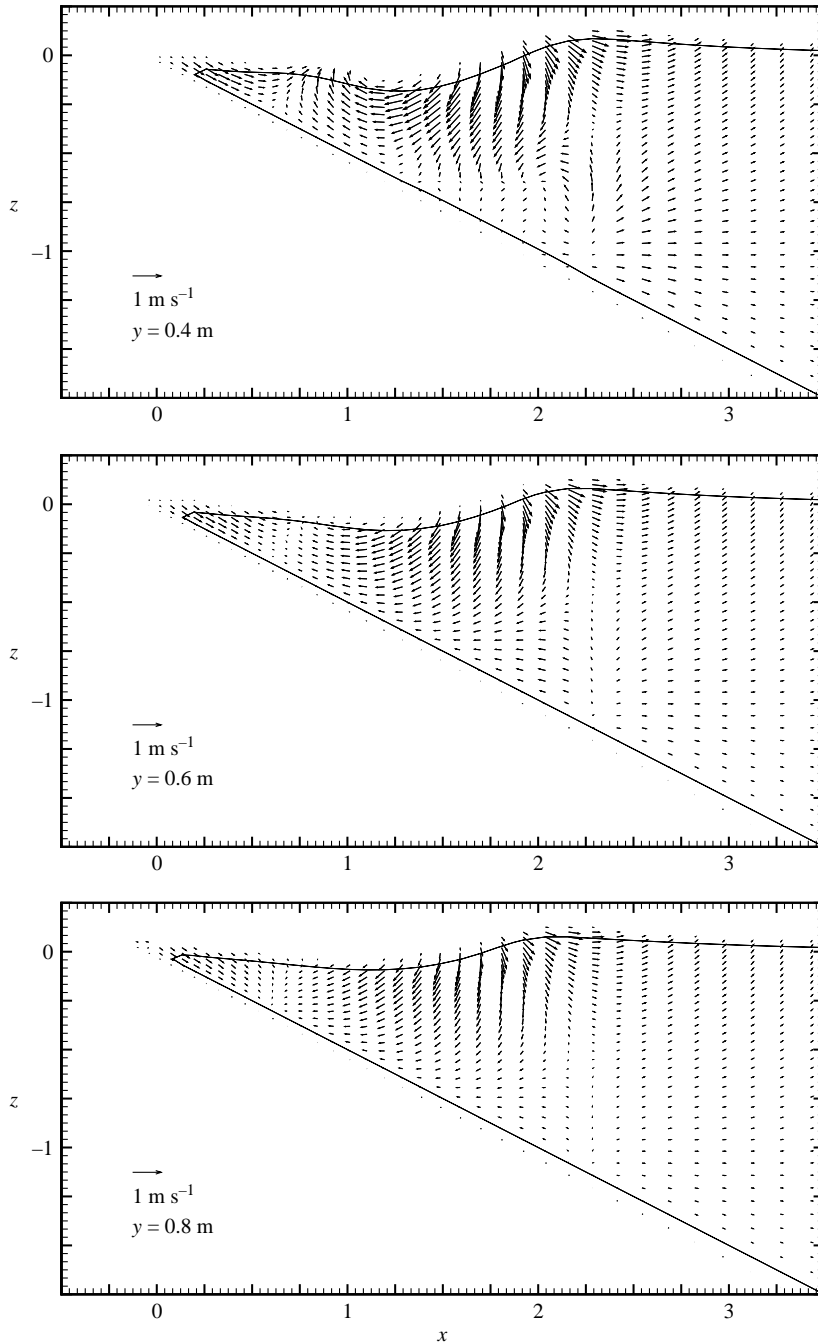 0
z
–1
1 m s–1
y = 0.4 m
0 1 2 3
0
z
–1
1 m s–1
y = 0.6 m
0 1 2 3
0
z
–1
1 m s–1
y = 0.8 m
0 1 2 3
x